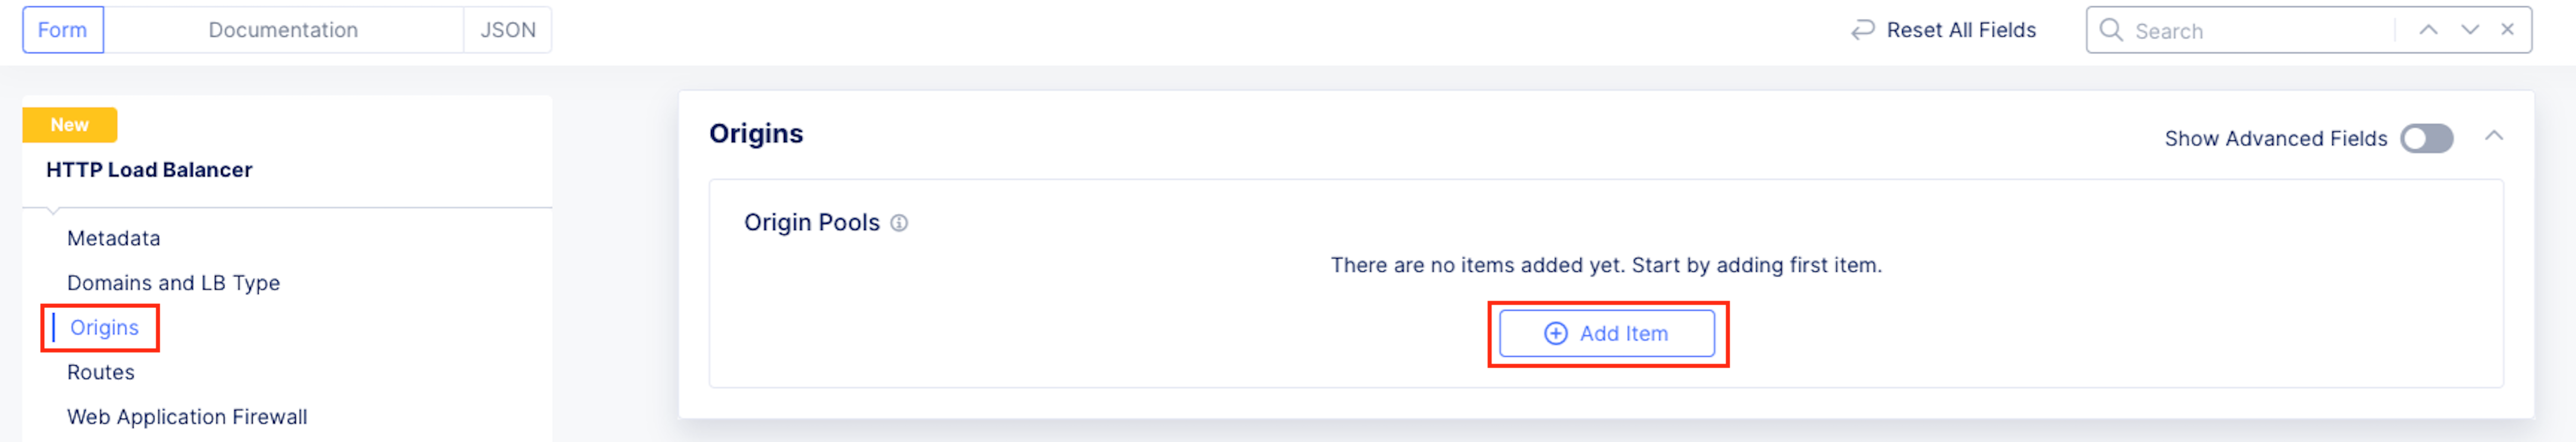 Form Documentation JSON Reset All Fields Search
New
HTTP Load Balancer
Metadata
Domains and LB Type
Origins
Routes
Web Application Firewall
Origins Show Advanced Fields
Origin Pools
There are no items added yet. Start by adding first item.
Add Item